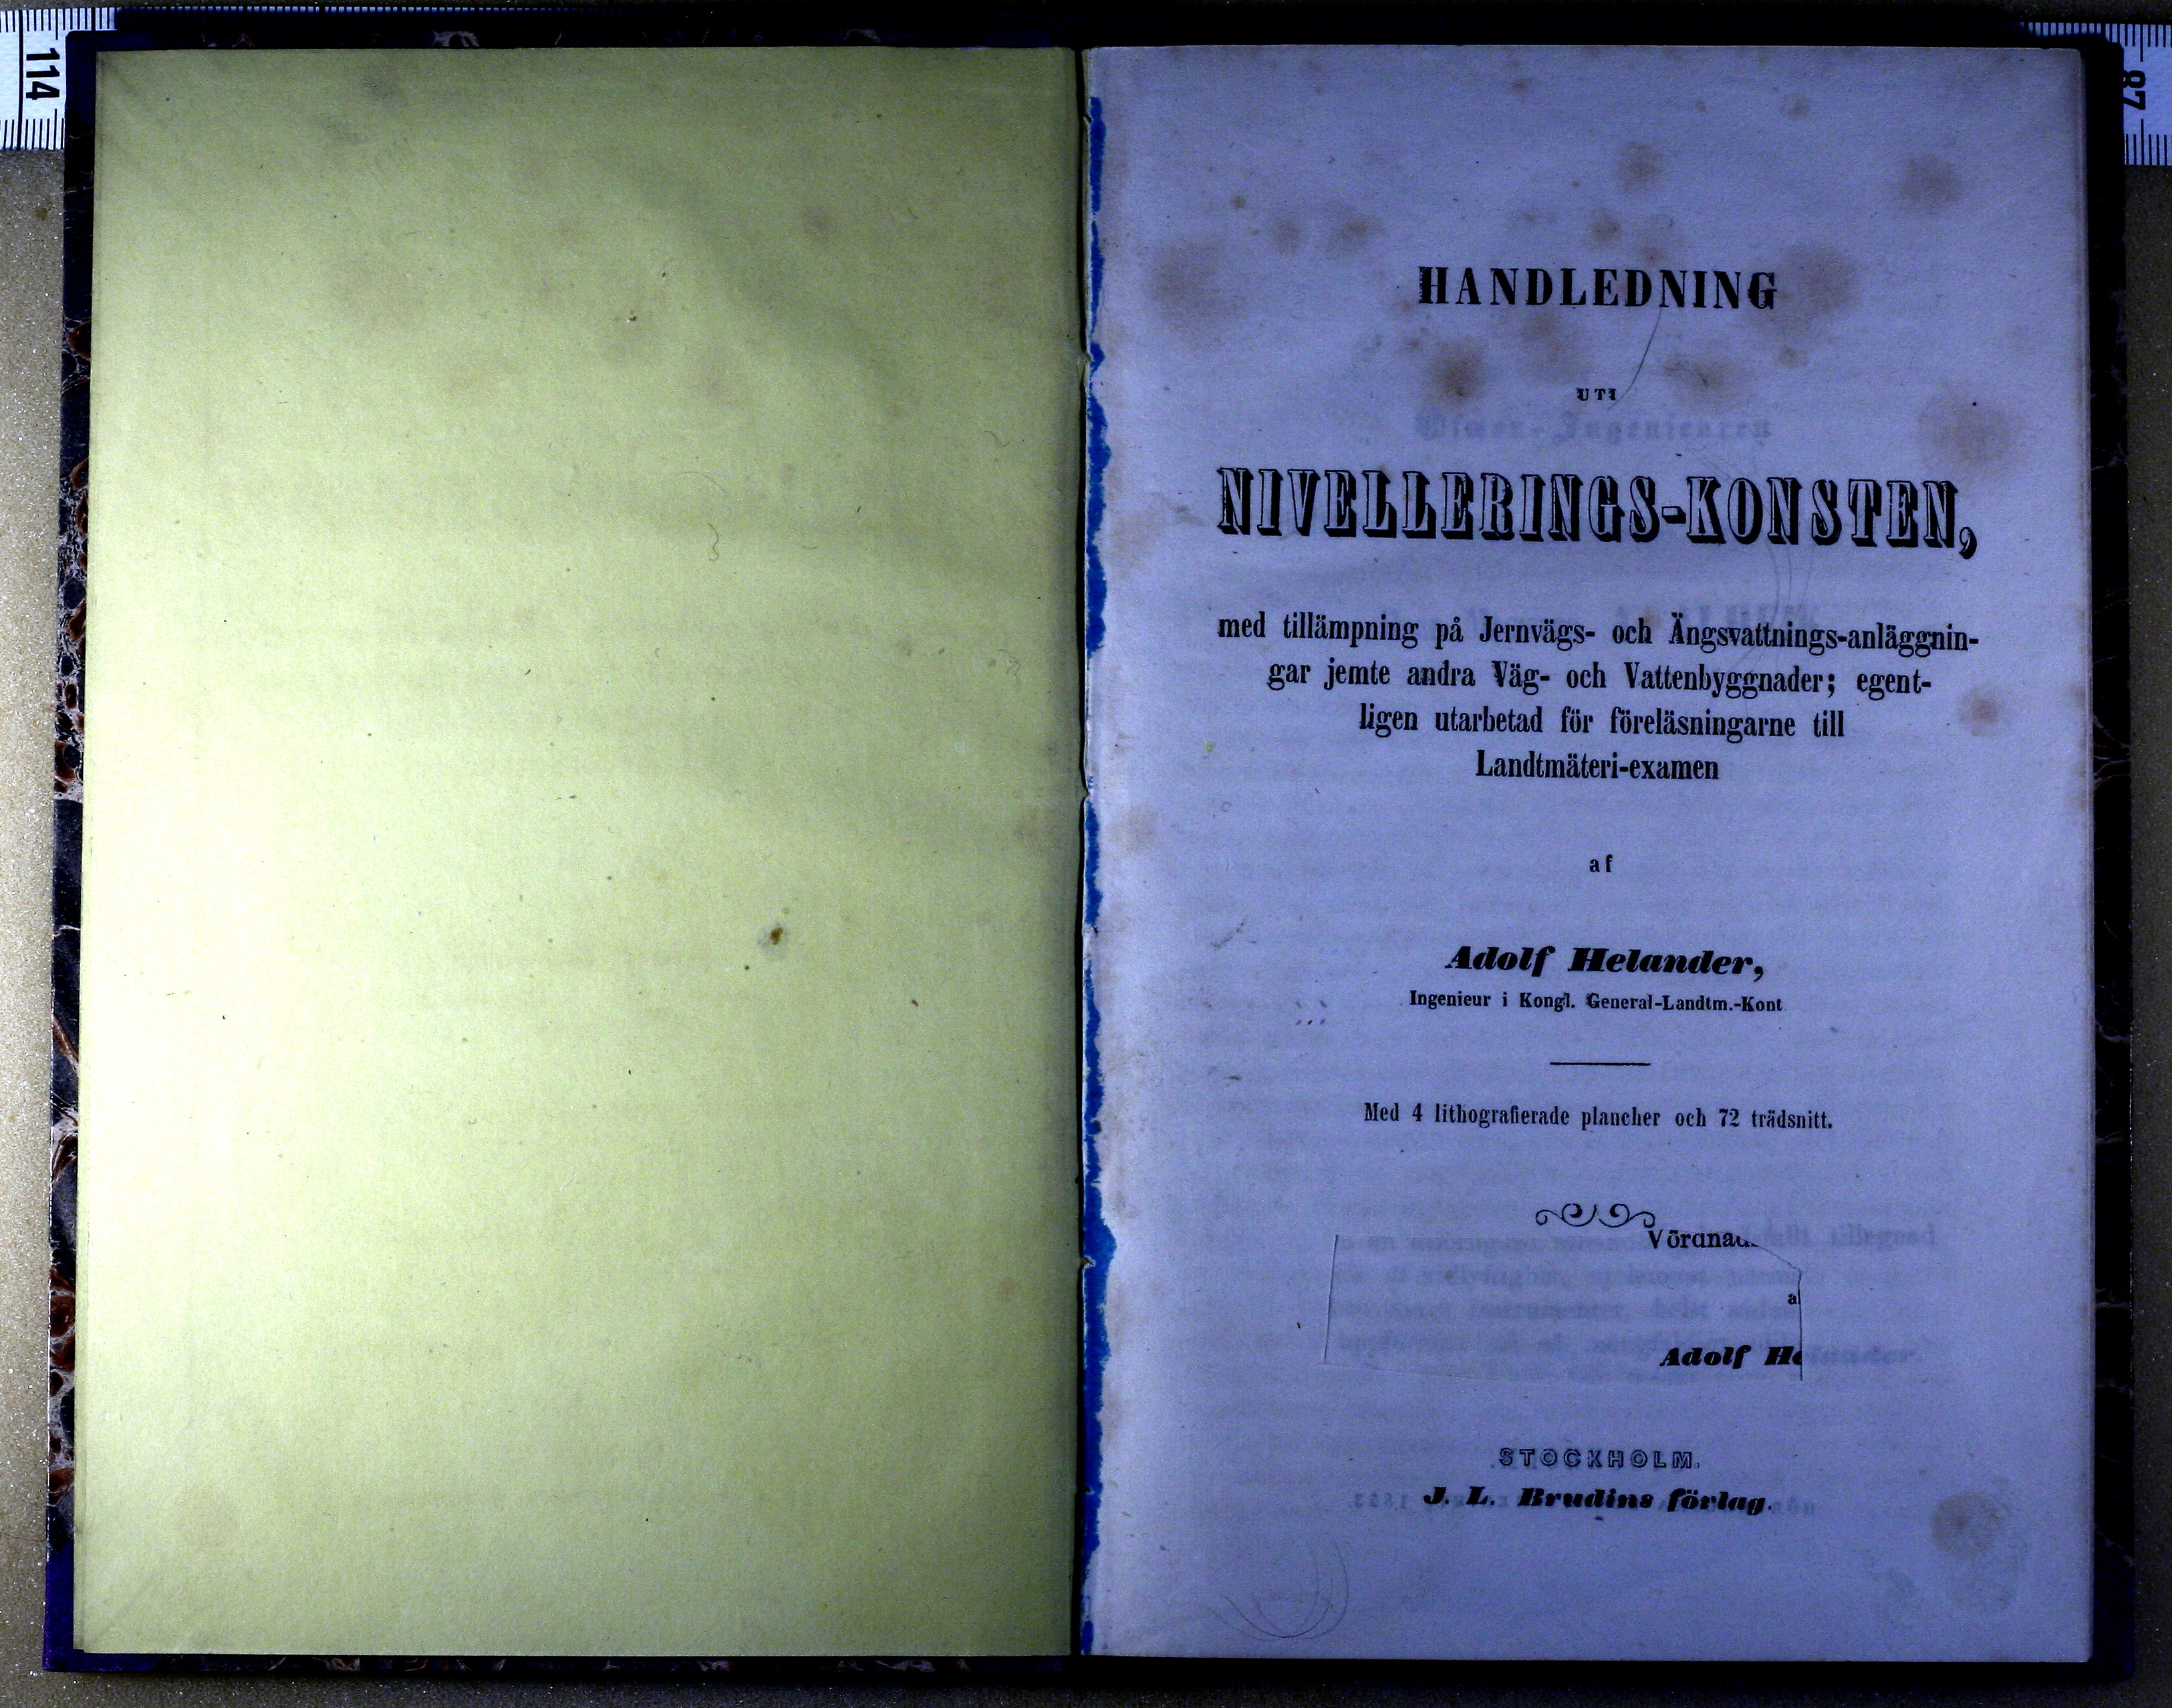 114
87
HANDLEDNING
UTI
NIVELLERINGS-KONSTEN,
med tillämpning på Jernvägs- och Ängsvattnings-anläggnin-
gar jemte andra Väg- och Vattenbyggnader; egent-
ligen utarbetad för föreläsningarne till
Landtmäteri-examen
af
Adolf Helander,
Ingenieur i Kongl. General-Landtm.-Kont
Med 4 lithografierade plancher och 72 trädsnitt.
a
Adolf He
STOCKHOLM.
J. L. Brudins förlag.